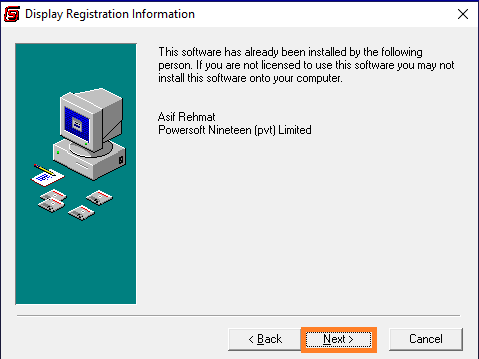 Display Registration Information
This software has already been installed by the following
person. If you are not licensed to use this software you may not
install this software onto your computer.
Asif Rehmat
Powersoft Nineteen (pvt) Limited
< Back
Next >
Cancel